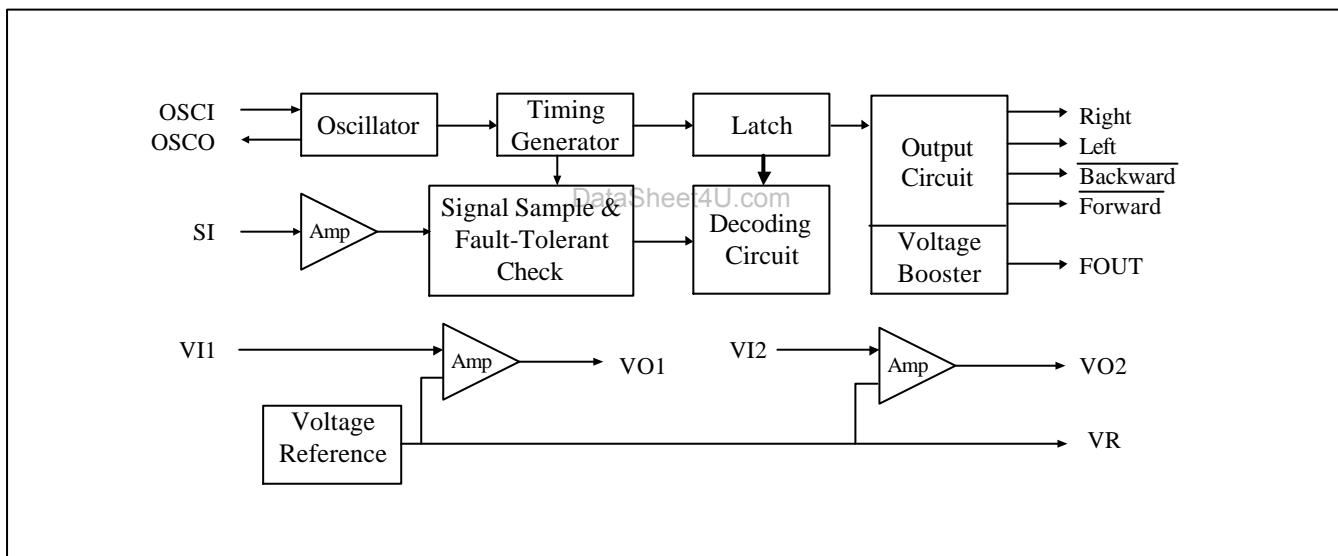 OSCI
OSCO
Oscillator
Timing
Generator
Latch
Output
Circuit
Right
Left
Backward
Forward
DataSheet4U.com
SI
Amp
Signal Sample &
Fault-Tolerant
Check
Decoding
Circuit
Voltage
Booster
FOUT
VI1
Amp
VO1
VI2
Amp
VO2
Voltage
Reference
VR